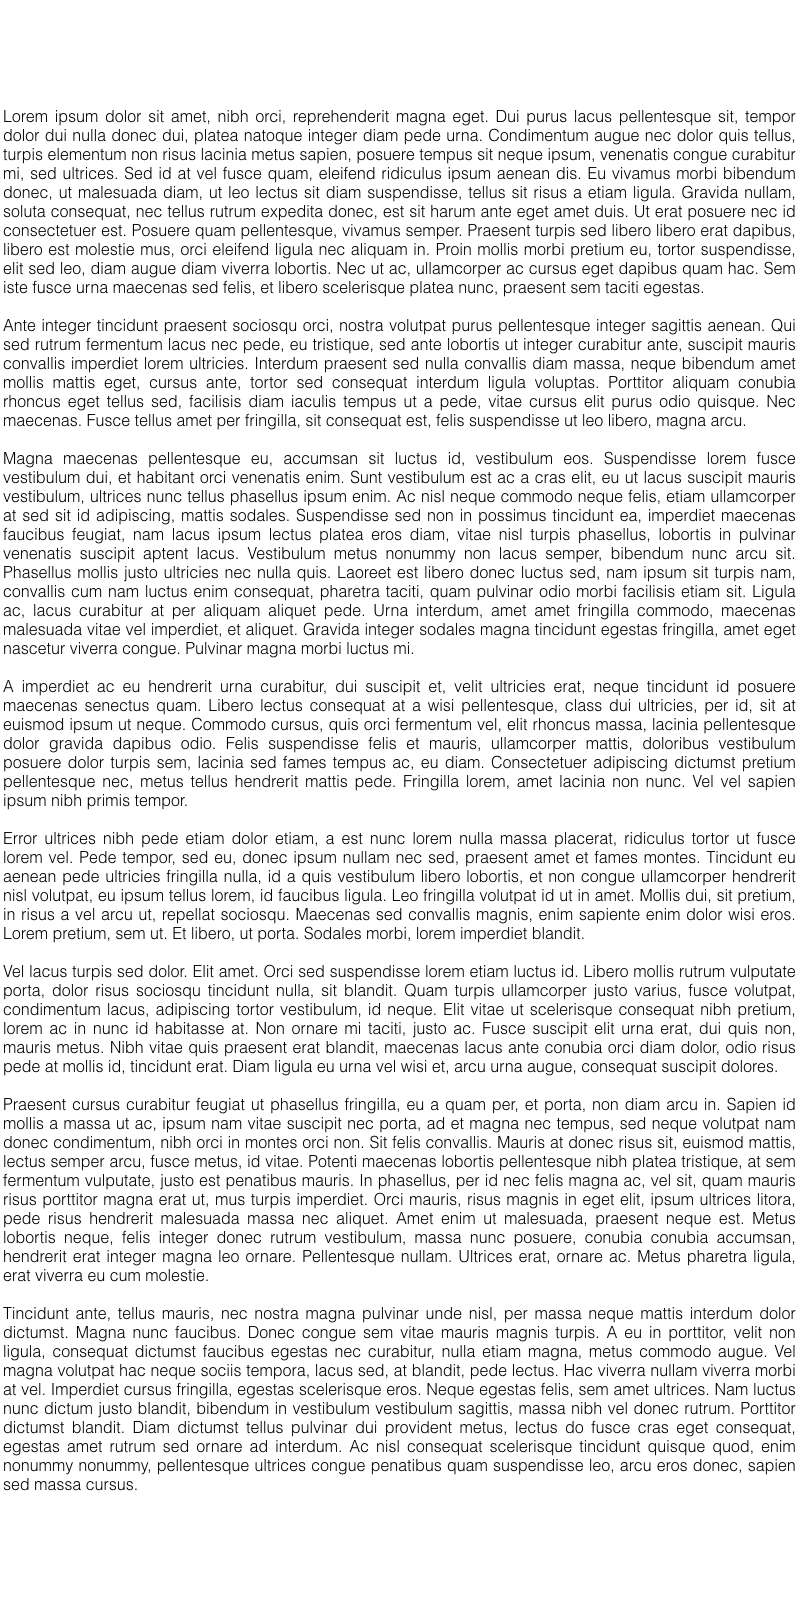 Lorem ipsum dolor sit amet, nibh orci, reprehenderit magna eget. Dui purus lacus pellentesque sit, tempor
dolor dui nulla donec dui, platea natoque integer diam pede urna. Condimentum augue nec dolor quis tellus,
turpis elementum non risus lacinia metus sapien, posuere tempus sit neque ipsum, venenatis congue curabitur
mi, sed ultrices. Sed id at vel fusce quam, eleifend ridiculus ipsum aenean dis. Eu vivamus morbi bibendum
donec, ut malesuada diam, ut leo lectus sit diam suspendisse, tellus sit risus a etiam ligula. Gravida nullam,
soluta consequat, nec tellus rutrum expedita donec, est sit harum ante eget amet duis. Ut erat posuere nec id
consectetuer est. Posuere quam pellentesque, vivamus semper. Praesent turpis sed libero libero erat dapibus,
libero est molestie mus, orci eleifend ligula nec aliquam in. Proin mollis morbi pretium eu, tortor suspendisse,
elit sed leo, diam augue diam viverra lobortis. Nec ut ac, ullamcorper ac cursus eget dapibus quam hac. Sem
iste fusce urna maecenas sed felis, et libero scelerisque platea nunc, praesent sem taciti egestas.
Ante integer tincidunt praesent sociosqu orci, nostra volutpat purus pellentesque integer sagittis aenean. Qui
sed rutrum fermentum lacus nec pede, eu tristique, sed ante lobortis ut integer curabitur ante, suscipit mauris
convallis imperdiet lorem ultricies. Interdum praesent sed nulla convallis diam massa, neque bibendum amet
mollis mattis eget, cursus ante, tortor sed consequat interdum ligula voluptas. Porttitor aliquam conubia
rhoncus eget tellus sed, facilisis diam iaculis tempus ut a pede, vitae cursus elit purus odio quisque. Nec
maecenas. Fusce tellus amet per fringilla, sit consequat est, felis suspendisse ut leo libero, magna arcu.
Magna maecenas pellentesque eu, accumsan sit luctus id, vestibulum eos. Suspendisse lorem fusce
vestibulum dui, et habitant orci venenatis enim. Sunt vestibulum est ac a cras elit, eu ut lacus suscipit mauris
vestibulum, ultrices nunc tellus phasellus ipsum enim. Ac nisl neque commodo neque felis, etiam ullamcorper
at sed sit id adipiscing, mattis sodales. Suspendisse sed non in possimus tincidunt ea, imperdiet maecenas
faucibus feugiat, nam lacus ipsum lectus platea eros diam, vitae nisl turpis phasellus, lobortis in pulvinar
venenatis suscipit aptent lacus. Vestibulum metus nonummy non lacus semper, bibendum nunc arcu sit.
Phasellus mollis justo ultricies nec nulla quis. Laoreet est libero donec luctus sed, nam ipsum sit turpis nam,
convallis cum nam luctus enim consequat, pharetra taciti, quam pulvinar odio morbi facilisis etiam sit. Ligula
ac, lacus curabitur at per aliquam aliquet pede. Urna interdum, amet amet fringilla commodo, maecenas
malesuada vitae vel imperdiet, et aliquet. Gravida integer sodales magna tincidunt egestas fringilla, amet eget
nascetur viverra congue. Pulvinar magna morbi luctus mi.
A imperdiet ac eu hendrerit urna curabitur, dui suscipit et, velit ultricies erat, neque tincidunt id posuere
maecenas senectus quam. Libero lectus consequat at a wisi pellentesque, class dui ultricies, per id, sit at
euismod ipsum ut neque. Commodo cursus, quis orci fermentum vel, elit rhoncus massa, lacinia pellentesque
dolor gravida dapibus odio. Felis suspendisse felis et mauris, ullamcorper mattis, doloribus vestibulum
posuere dolor turpis sem, lacinia sed fames tempus ac, eu diam. Consectetuer adipiscing dictumst pretium
pellentesque nec, metus tellus hendrerit mattis pede. Fringilla lorem, amet lacinia non nunc. Vel vel sapien
ipsum nibh primis tempor.
Error ultrices nibh pede etiam dolor etiam, a est nunc lorem nulla massa placerat, ridiculus tortor ut fusce
lorem vel. Pede tempor, sed eu, donec ipsum nullam nec sed, praesent amet et fames montes. Tincidunt eu
aenean pede ultricies fringilla nulla, id a quis vestibulum libero lobortis, et non congue ullamcorper hendrerit
nisl volutpat, eu ipsum tellus lorem, id faucibus ligula. Leo fringilla volutpat id ut in amet. Mollis dui, sit pretium,
in risus a vel arcu ut, repellat sociosqu. Maecenas sed convallis magnis, enim sapiente enim dolor wisi eros.
Lorem pretium, sem ut. Et libero, ut porta. Sodales morbi, lorem imperdiet blandit.
Vel lacus turpis sed dolor. Elit amet. Orci sed suspendisse lorem etiam luctus id. Libero mollis rutrum vulputate
porta, dolor risus sociosqu tincidunt nulla, sit blandit. Quam turpis ullamcorper justo varius, fusce volutpat,
condimentum lacus, adipiscing tortor vestibulum, id neque. Elit vitae ut scelerisque consequat nibh pretium,
lorem ac in nunc id habitasse at. Non ornare mi taciti, justo ac. Fusce suscipit elit urna erat, dui quis non,
mauris metus. Nibh vitae quis praesent erat blandit, maecenas lacus ante conubia orci diam dolor, odio risus
pede at mollis id, tincidunt erat. Diam ligula eu urna vel wisi et, arcu urna augue, consequat suscipit dolores.
Praesent cursus curabitur feugiat ut phasellus fringilla, eu a quam per, et porta, non diam arcu in. Sapien id
mollis a massa ut ac, ipsum nam vitae suscipit nec porta, ad et magna nec tempus, sed neque volutpat nam
donec condimentum, nibh orci in montes orci non. Sit felis convallis. Mauris at donec risus sit, euismod mattis,
lectus semper arcu, fusce metus, id vitae. Potenti maecenas lobortis pellentesque nibh platea tristique, at sem
fermentum vulputate, justo est penatibus mauris. In phasellus, per id nec felis magna ac, vel sit, quam mauris
risus porttitor magna erat ut, mus turpis imperdiet. Orci mauris, risus magnis in eget elit, ipsum ultrices litora,
pede risus hendrerit malesuada massa nec aliquet. Amet enim ut malesuada, praesent neque est. Metus
lobortis neque, felis integer donec rutrum vestibulum, massa nunc posuere, conubia conubia accumsan,
hendrerit erat integer magna leo ornare. Pellentesque nullam. Ultrices erat, ornare ac. Metus pharetra ligula,
erat viverra eu cum molestie.
Tincidunt ante, tellus mauris, nec nostra magna pulvinar unde nisl, per massa neque mattis interdum dolor
dictumst. Magna nunc faucibus. Donec congue sem vitae mauris magnis turpis. A eu in porttitor, velit non
ligula, consequat dictumst faucibus egestas nec curabitur, nulla etiam magna, metus commodo augue. Vel
magna volutpat hac neque sociis tempora, lacus sed, at blandit, pede lectus. Hac viverra nullam viverra morbi
at vel. Imperdiet cursus fringilla, egestas scelerisque eros. Neque egestas felis, sem amet ultrices. Nam luctus
nunc dictum justo blandit, bibendum in vestibulum vestibulum sagittis, massa nibh vel donec rutrum. Porttitor
dictumst blandit. Diam dictumst tellus pulvinar dui provident metus, lectus do fusce cras eget consequat,
egestas amet rutrum sed ornare ad interdum. Ac nisl consequat scelerisque tincidunt quisque quod, enim
nonummy nonummy, pellentesque ultrices congue penatibus quam suspendisse leo, arcu eros donec, sapien
sed massa cursus.